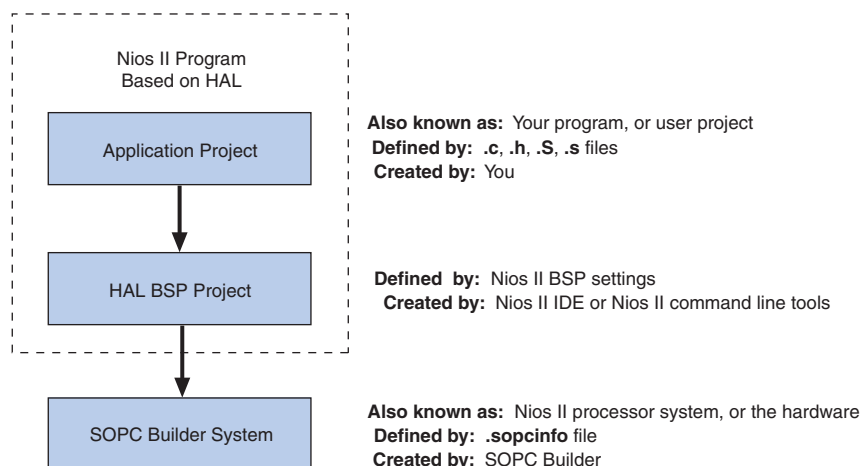 Nios II Program
Based on HAL
Application Project
Also known as: Your program, or user project
Defined by: .c, .h, .S, .s files
Created by: You
HAL BSP Project
Defined by: Nios II BSP settings
Created by: Nios II IDE or Nios II command line tools
SOPC Builder System
Also known as: Nios II processor system, or the hardware
Defined by: .sopcinfo file
Created by: SOPC Builder